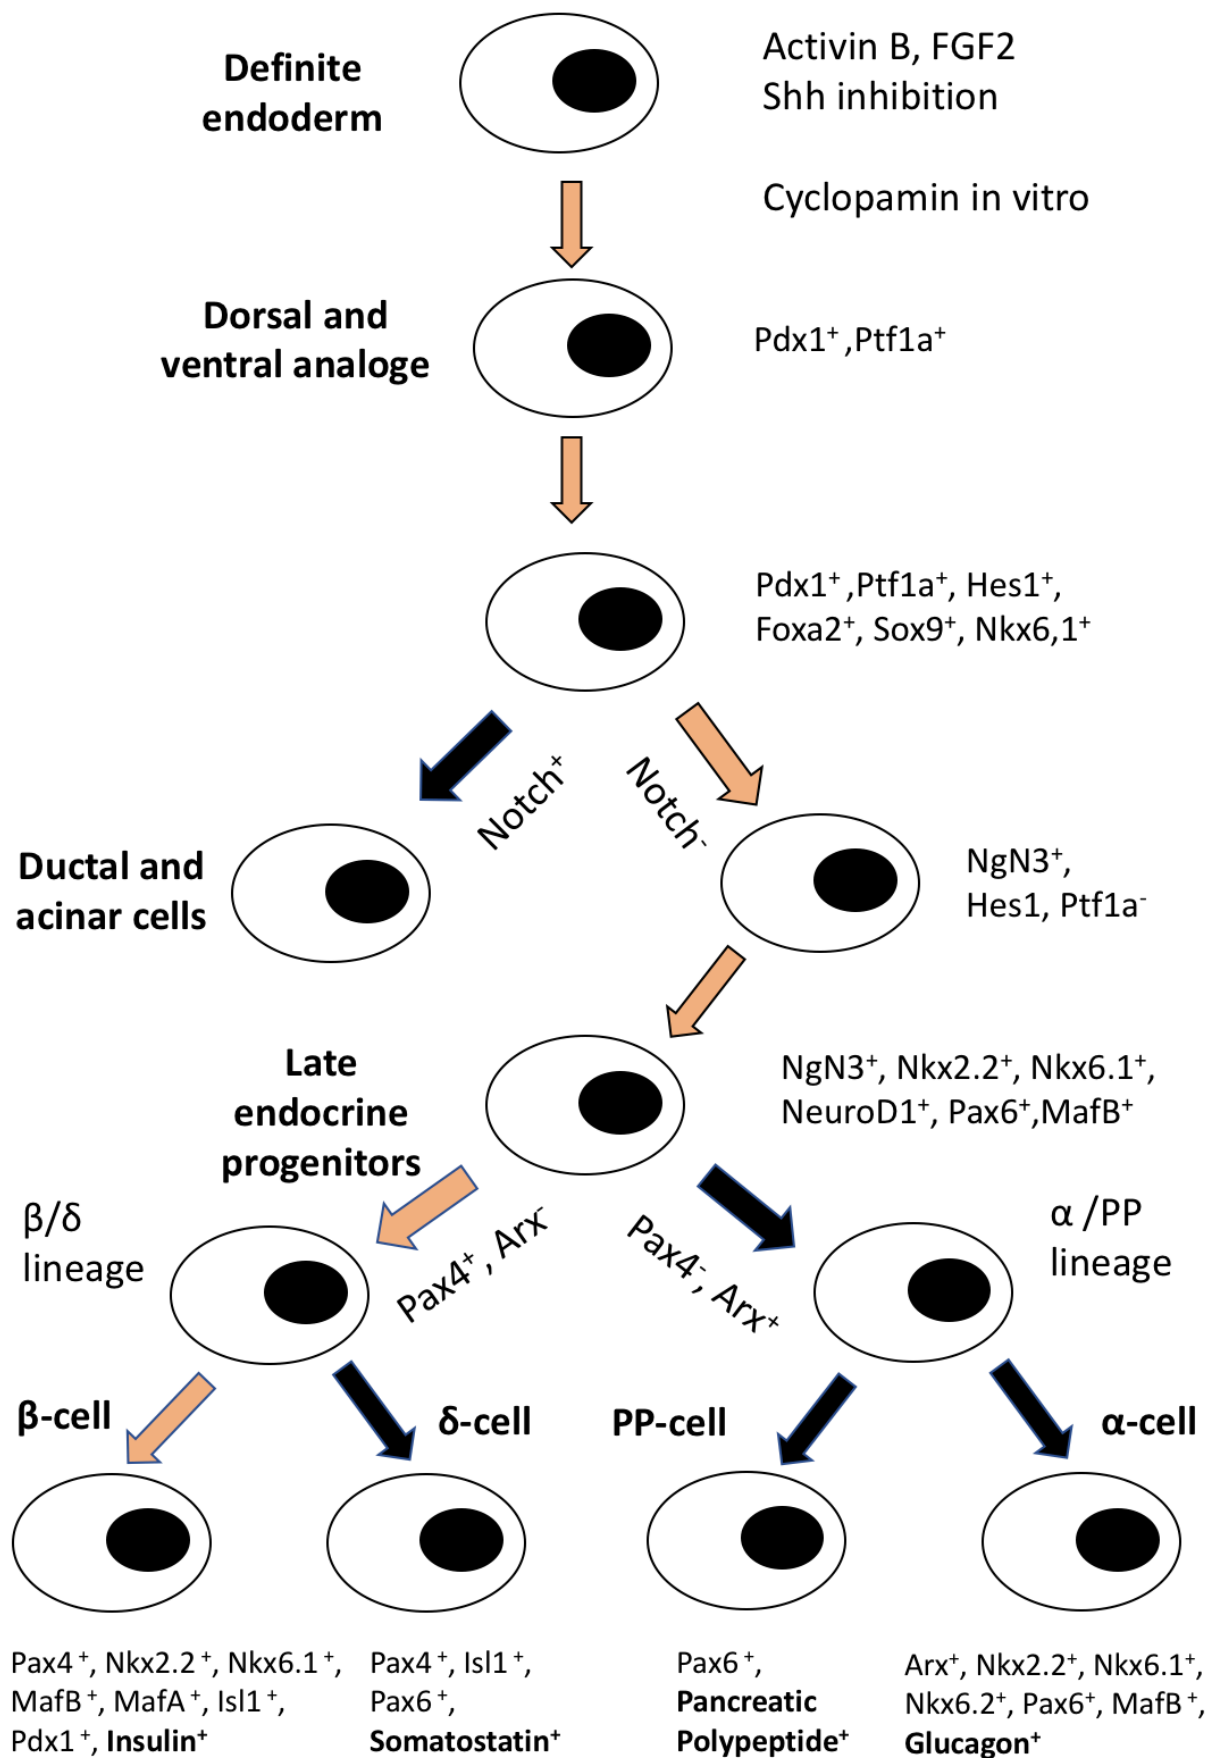 Definite
endoderm
Activin B, FGF2
Shh inhibition
Cyclopamin in vitro
Dorsal and
ventral analoge
Pdx1⁺ ,Ptf1a⁺
Pdx1⁺ ,Ptf1a⁺, Hes1⁺,
Foxa2⁺, Sox9⁺, Nkx6,1⁺
Notch⁺
Notch⁻
Ductal and
acinar cells
NgN3⁺,
Hes1, Ptf1a⁻
Late
endocrine
progenitors
NgN3⁺, Nkx2.2⁺, Nkx6.1⁺,
NeuroD1⁺, Pax6⁺,MafB⁺
β/δ
lineage
Pax4⁺, Arx⁻
Pax4⁻, Arx⁺
α /PP
lineage
β-cell
δ-cell
PP-cell
α-cell
Pax4 ⁺, Nkx2.2 ⁺, Nkx6.1 ⁺,
MafB ⁺, MafA ⁺, Isl1 ⁺,
Pdx1 ⁺, Insulin⁺
Pax4 ⁺, Isl1 ⁺,
Pax6 ⁺,
Somatostatin⁺
Pax6 ⁺,
Pancreatic
Polypeptide⁺
Arx⁺, Nkx2.2⁺, Nkx6.1⁺,
Nkx6.2⁺, Pax6⁺, MafB ⁺,
Glucagon⁺